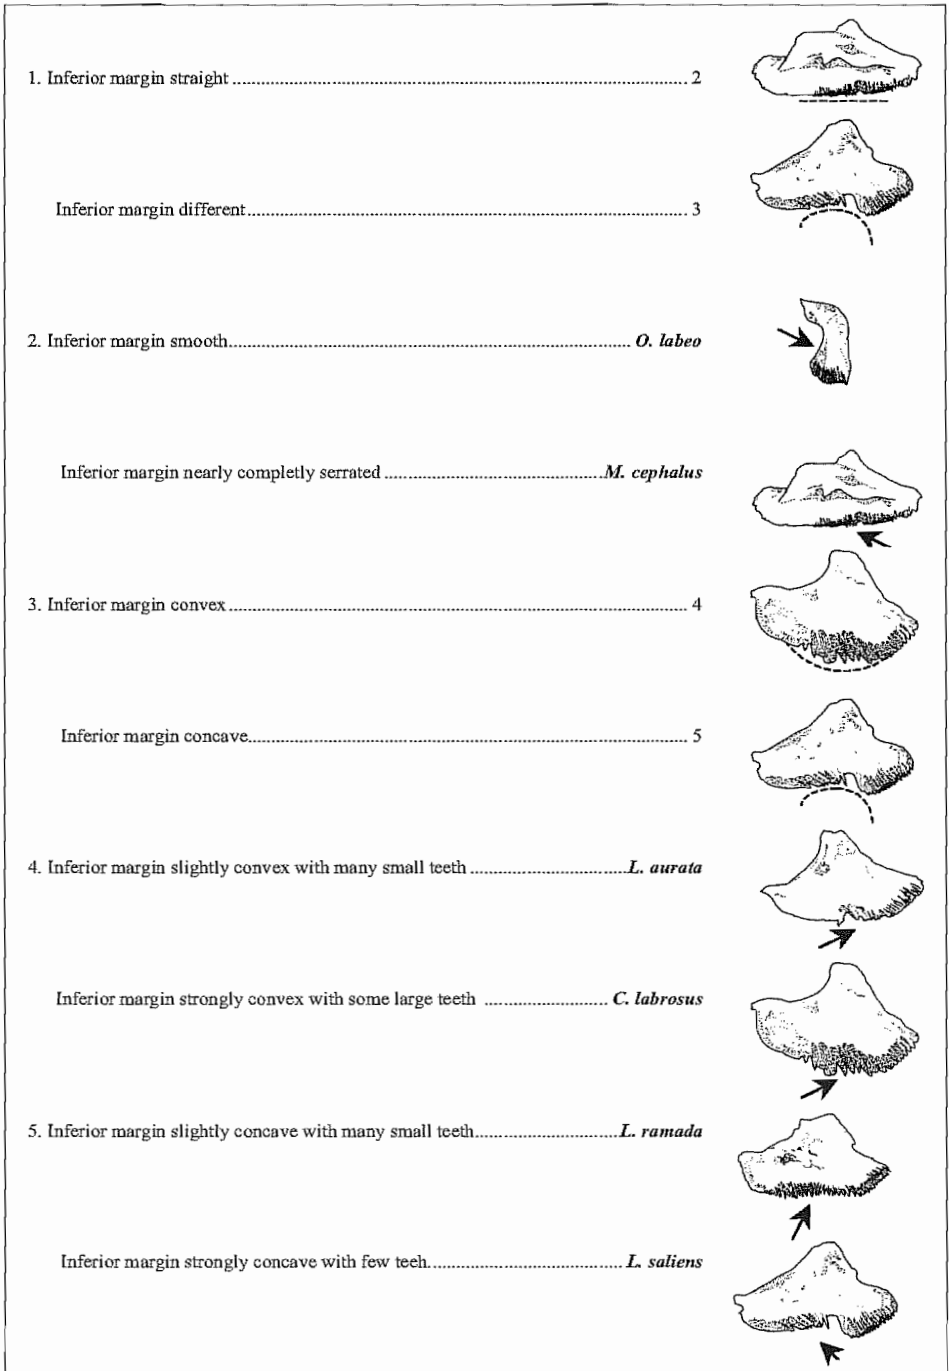 1. Inferior margin straight ........................ 2
Inferior margin different ........................ 3
2. Inferior margin smooth ........................ O. labeo
Inferior margin nearly completly serrated ........................ M. cephalus
3. Inferior margin convex ........................ 4
Inferior margin concave ........................ 5
4. Inferior margin slightly convex with many small teeth ........................ L. aurata
Inferior margin strongly convex with some large teeth ........................ C. labrosus
5. Inferior margin slightly concave with many small teeth ........................ L. ramada
Inferior margin strongly concave with few teeh ........................ L. saliens